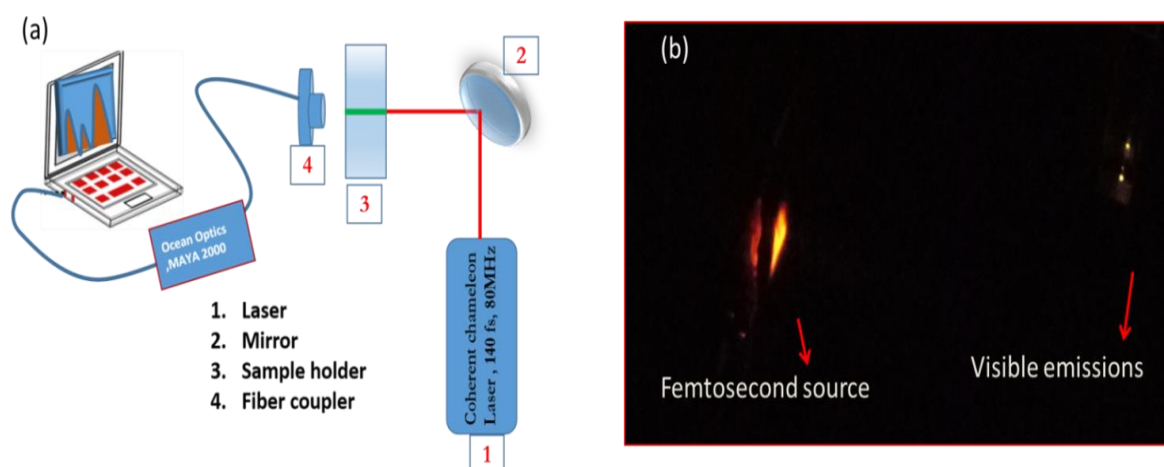 (a)
2
4
3
Ocean Optics
,MAYA 2000
Coherent chameleon
Laser , 140 fs, 80MHz
1
1. Laser
2. Mirror
3. Sample holder
4. Fiber coupler
(b)
Femtosecond source
Visible emissions